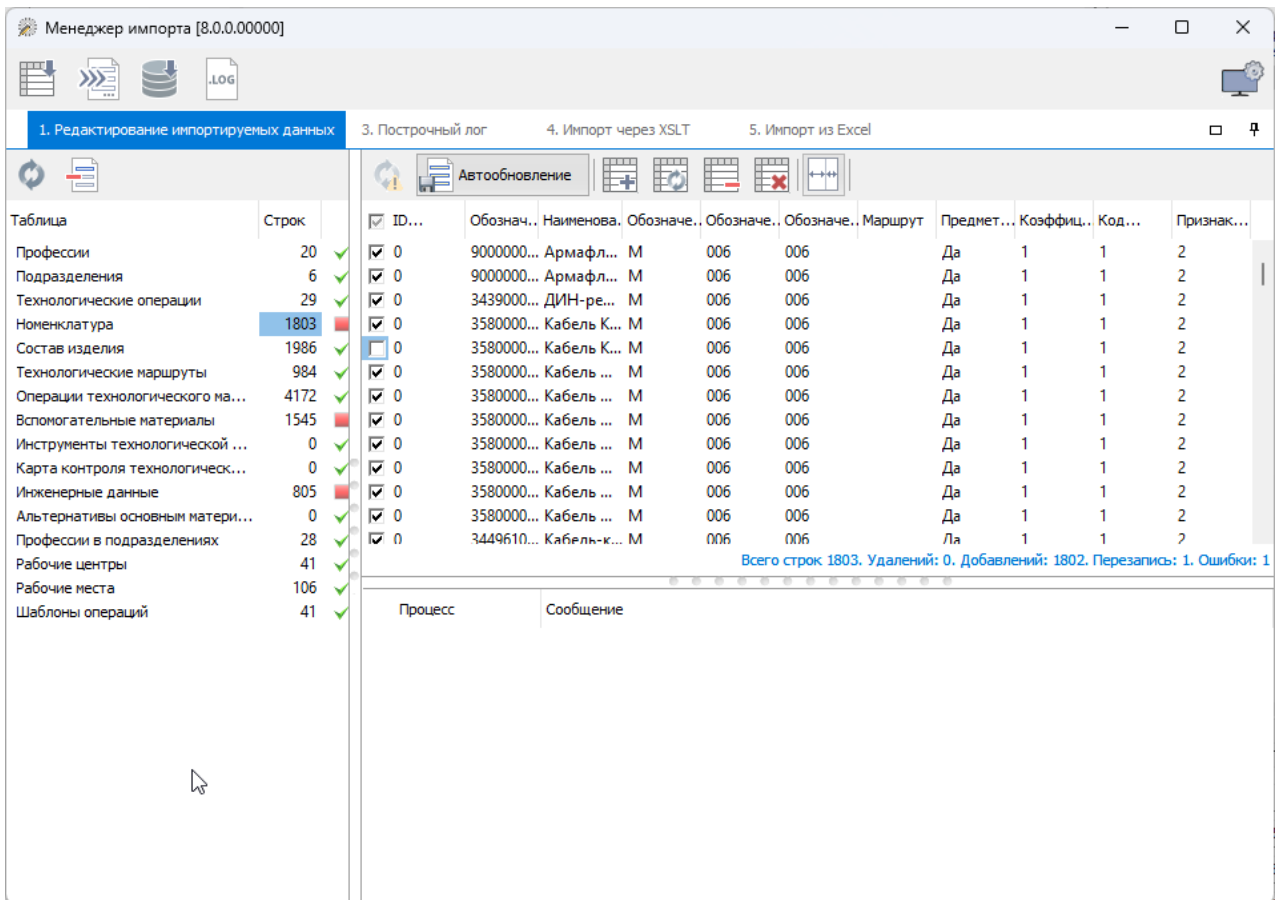 Менеджер импорта [8.0.0.00000]
.LOG
1. Редактирование импортируемых данных 3. Построчный лог 4. Импорт через XSLT 5. Импорт из Excel
Автообновление
Таблица Строк
Профессии 20
Подразделения 6
Технологические операции 29
Номенклатура 1803
Состав изделия 1986
Технологические маршруты 984
Операции технологического ма... 4172
Вспомогательные материалы 1545
Инструменты технологической ... 0
Карта контроля технологическ... 0
Инженерные данные 805
Альтернативы основным матери... 0
Профессии в подразделениях 28
Рабочие центры 41
Рабочие места 106
Шаблоны операций 41
ID... Обознач.. Наименова. Обозначе.. Обозначе.. Обозначе.. Маршрут Предмет... Коэффиц.. Код... Признак...
0 9000000... Армафл... М 006 006 Да 1 1 2
0 9000000... Армафл... М 006 006 Да 1 1 2
0 3439000... ДИН-ре... М 006 006 Да 1 1 2
0 3580000... Кабель К... М 006 006 Да 1 1 2
0 3580000... Кабель К... М 006 006 Да 1 1 2
0 3580000... Кабель ... М 006 006 Да 1 1 2
0 3580000... Кабель ... М 006 006 Да 1 1 2
0 3580000... Кабель ... М 006 006 Да 1 1 2
0 3580000... Кабель ... М 006 006 Да 1 1 2
0 3580000... Кабель ... М 006 006 Да 1 1 2
0 3580000... Кабель ... М 006 006 Да 1 1 2
0 3580000... Кабель ... М 006 006 Да 1 1 2
0 3449610... Кабель-к... М 006 006 Да 1 1 2
Всего строк 1803. Удалений: 0. Добавлений: 1802. Перезапись: 1. Ошибки: 1
Процесс Сообщение